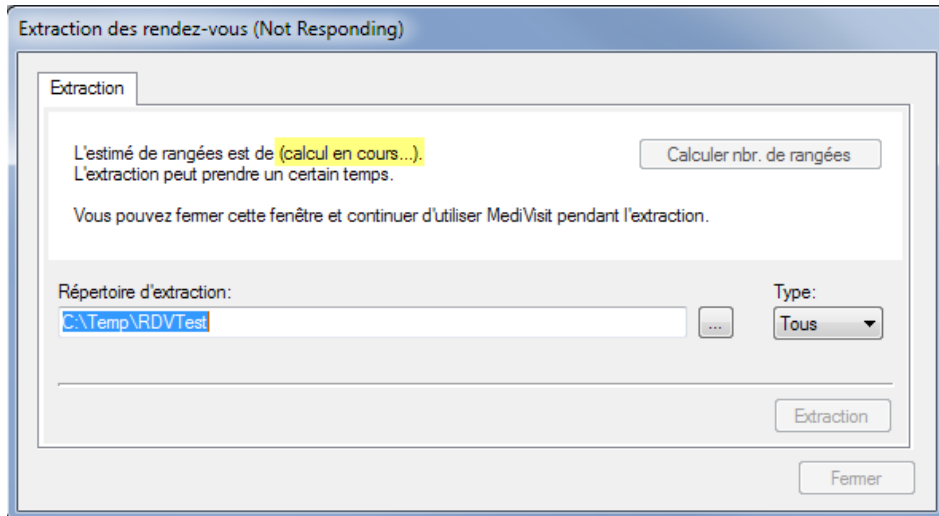 Extraction des rendez-vous (Not Responding)
Extraction
L'estimé de rangées est de (calcul en cours...).
Calculer nbr. de rangées
L'extraction peut prendre un certain temps.
Vous pouvez fermer cette fenêtre et continuer d'utiliser MediVisit pendant l'extraction.
Répertoire d'extraction:
Type:
C:\Temp\RDVTest
...
Tous
Extraction
Fermer